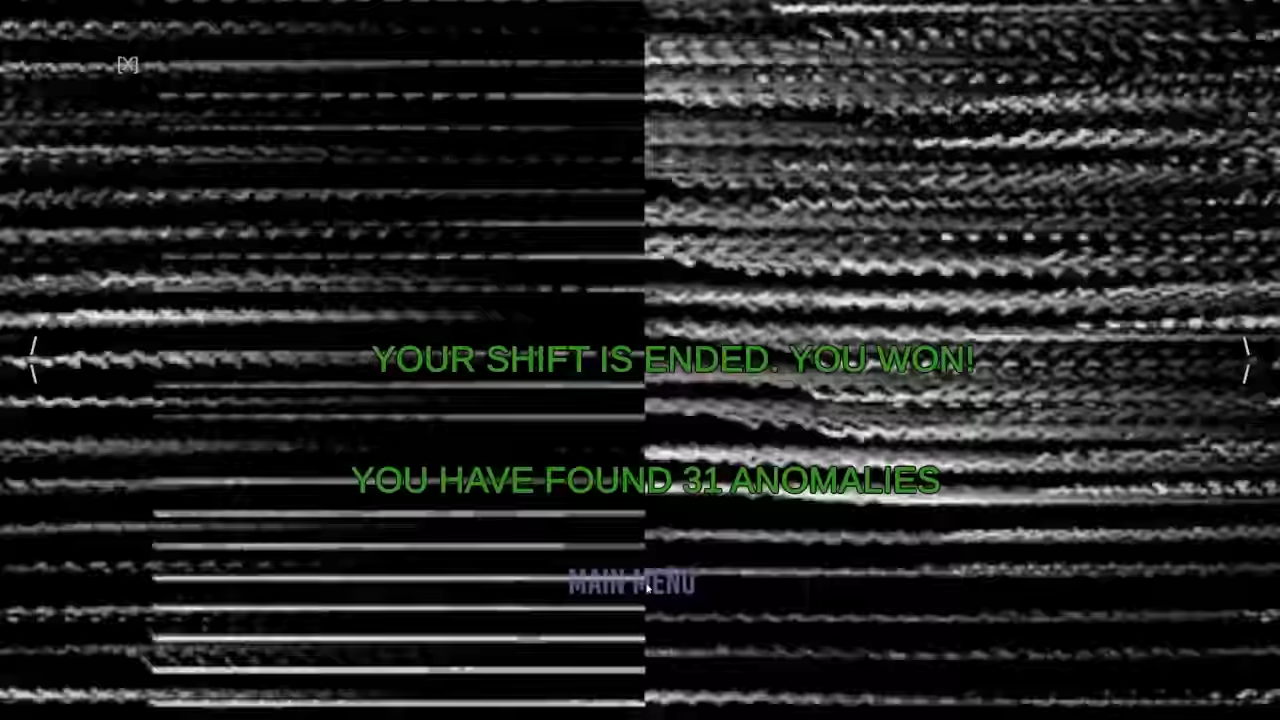 [X]
YOUR SHIFT IS ENDED. YOU WON!
YOU HAVE FOUND 31 ANOMALIES
MAIN MENU